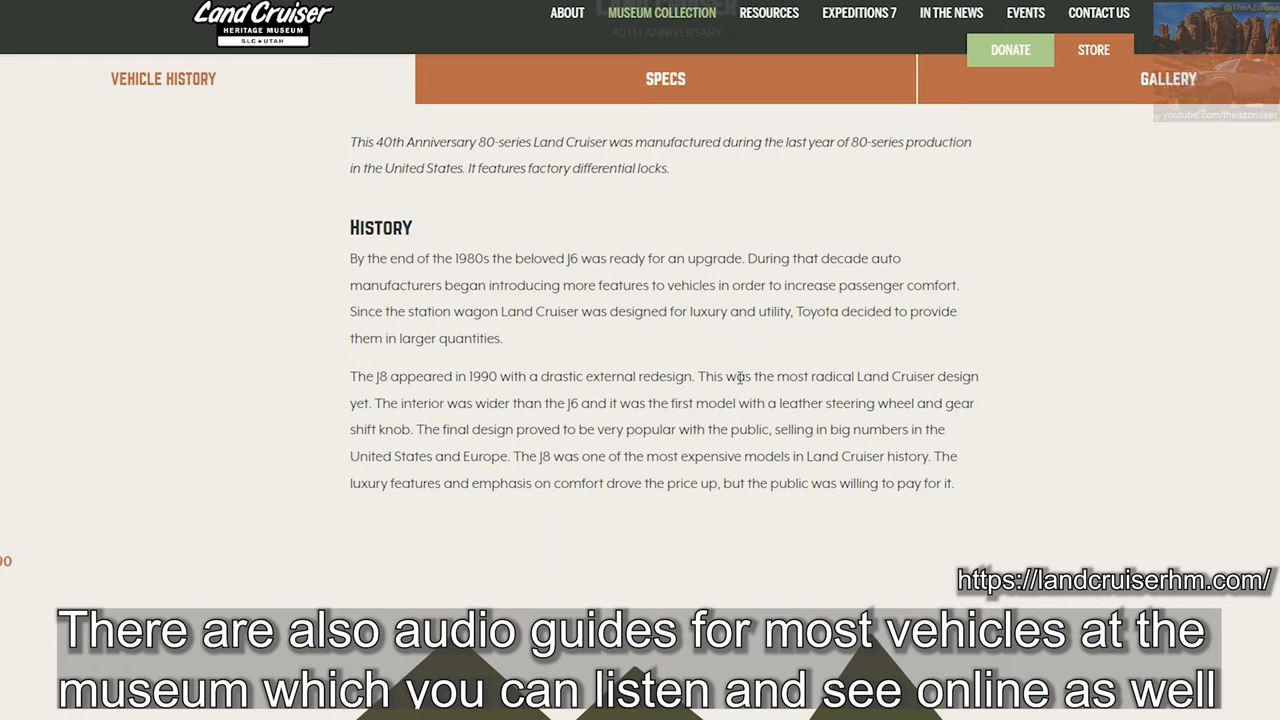 Land Cruiser
HERITAGE MUSEUM
SLC ★ UTAH
ABOUT MUSEUM COLLECTION RESOURCES EXPEDITIONS 7 IN THE NEWS EVENTS CONTACT US
40TH ANNIVERSARY
@TheAZcruiser
DONATE STORE
VEHICLE HISTORY SPECS GALLERY
youtube.com/theazcruiser
This 40th Anniversary 80-series Land Cruiser was manufactured during the last year of 80-series production
in the United States. It features factory differential locks.
HISTORY
By the end of the 1980s the beloved J6 was ready for an upgrade. During that decade auto
manufacturers began introducing more features to vehicles in order to increase passenger comfort.
Since the station wagon Land Cruiser was designed for luxury and utility, Toyota decided to provide
them in larger quantities.
The J8 appeared in 1990 with a drastic external redesign. This was the most radical Land Cruiser design
yet. The interior was wider than the J6 and it was the first model with a leather steering wheel and gear
shift knob. The final design proved to be very popular with the public, selling in big numbers in the
United States and Europe. The J8 was one of the most expensive models in Land Cruiser history. The
luxury features and emphasis on comfort drove the price up, but the public was willing to pay for it.
90
https://landcruiserhm.com/
There are also audio guides for most vehicles at the
museum which you can listen and see online as well